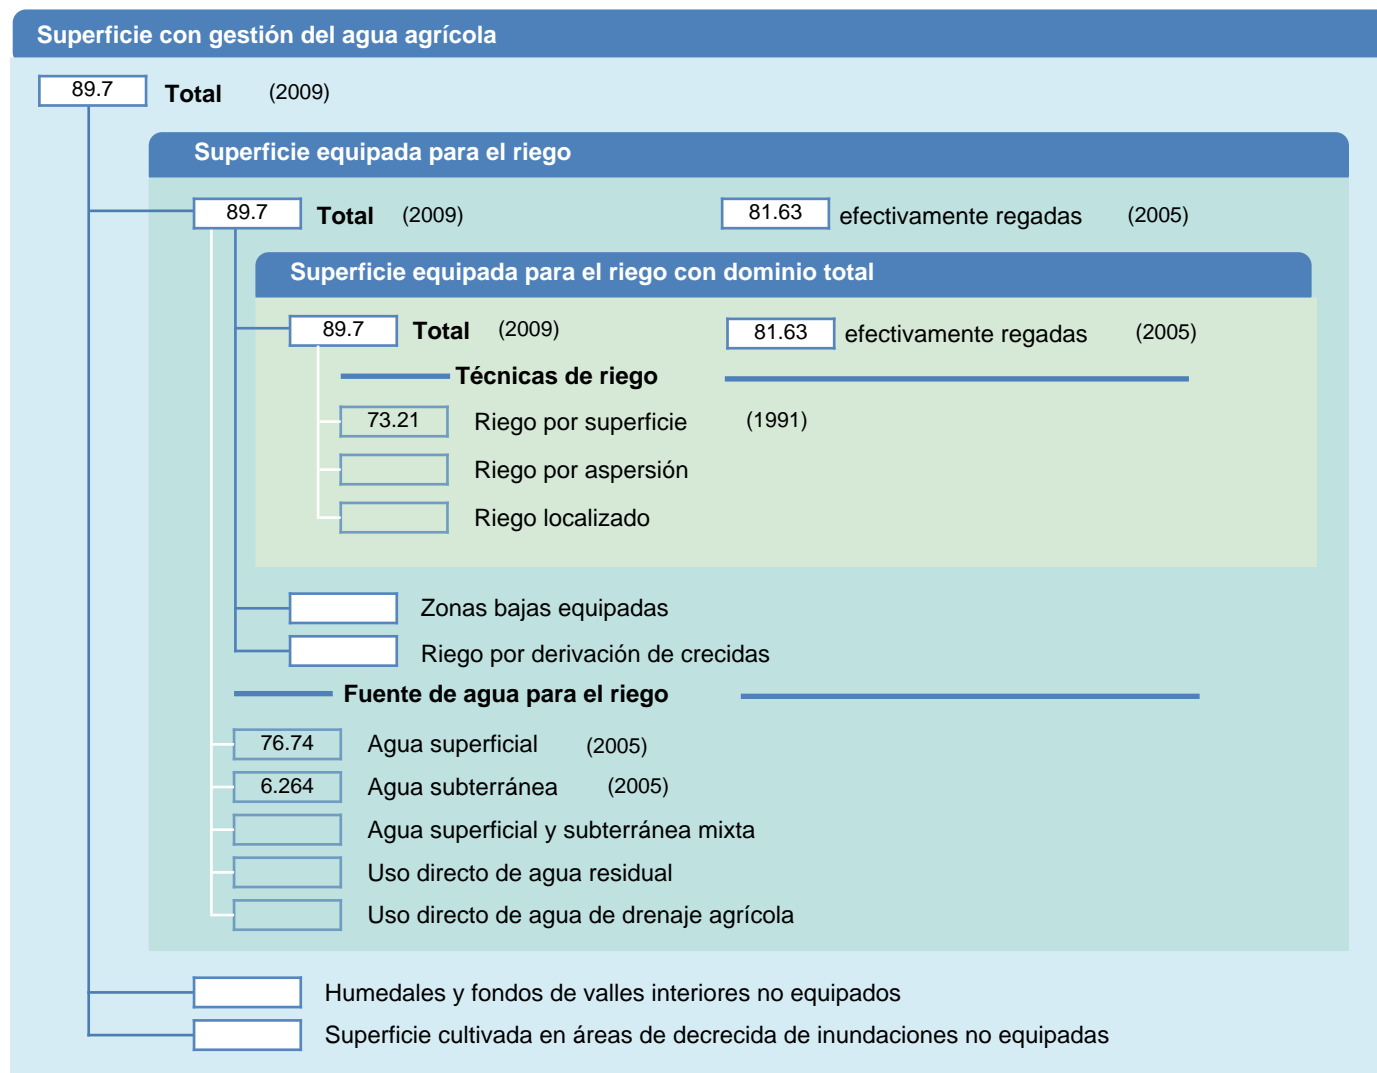 Superficie con gestión del agua agrícola
89.7 Total (2009)
Superficie equipada para el riego
89.7 Total (2009) 81.63 efectivamente regadas (2005)
Superficie equipada para el riego con dominio total
89.7 Total (2009) 81.63 efectivamente regadas (2005)
Técnicas de riego
73.21 Riego por superficie (1991)
Riego por aspersión
Riego localizado
Zonas bajas equipadas
Riego por derivación de crecidas
Fuente de agua para el riego
76.74 Agua superficial (2005)
6.264 Agua subterránea (2005)
Agua superficial y subterránea mixta
Uso directo de agua residual
Uso directo de agua de drenaje agrícola
Humedales y fondos de valles interiores no equipados
Superficie cultivada en áreas de decrecida de inundaciones no equipadas